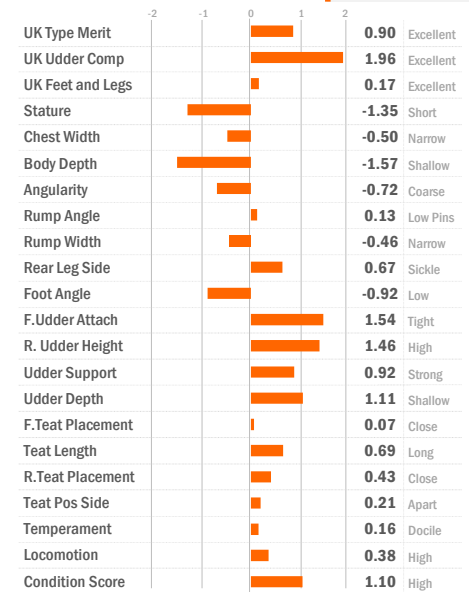 -2 -1 0 1 2
UK Type Merit 0.90 Excellent
UK Udder Comp 1.96 Excellent
UK Feet and Legs 0.17 Excellent
Stature -1.35 Short
Chest Width -0.50 Narrow
Body Depth -1.57 Shallow
Angularity -0.72 Coarse
Rump Angle 0.13 Low Pins
Rump Width -0.46 Narrow
Rear Leg Side 0.67 Sickle
Foot Angle -0.92 Low
F.Udder Attach 1.54 Tight
R. Udder Height 1.46 High
Udder Support 0.92 Strong
Udder Depth 1.11 Shallow
F.Teat Placement 0.07 Close
Teat Length 0.69 Long
R.Teat Placement 0.43 Close
Teat Pos Side 0.21 Apart
Temperament 0.16 Docile
Locomotion 0.38 High
Condition Score 1.10 High